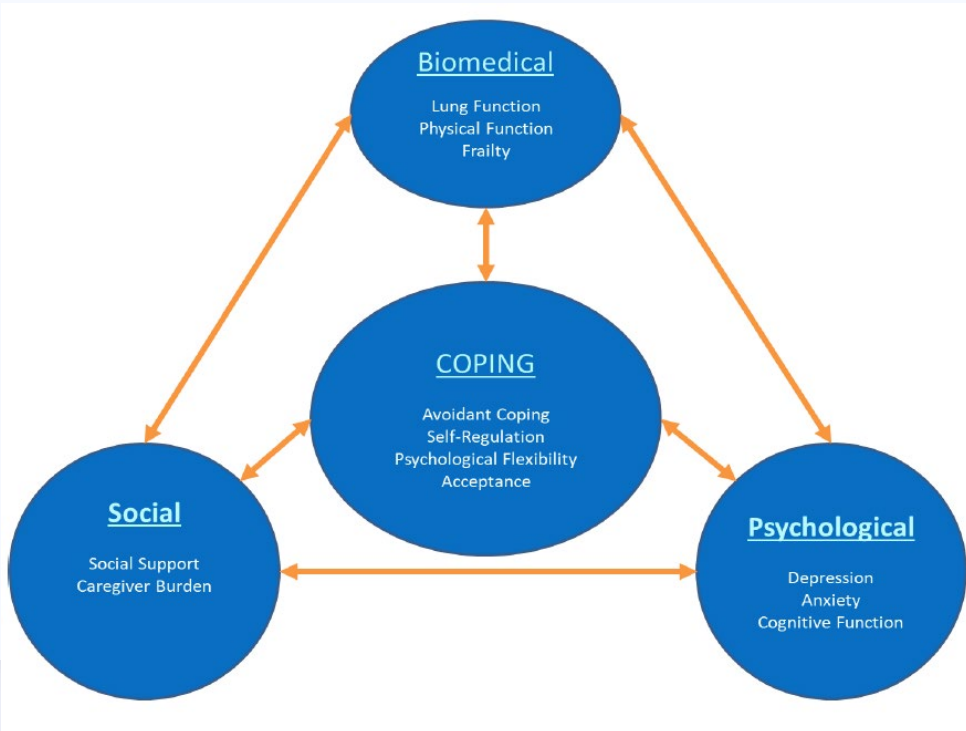 Biomedical
Lung Function
Physical Function
Frailty
COPING
Avoidant Coping
Self-Regulation
Psychological Flexibility
Acceptance
Social
Social Support
Caregiver Burden
Psychological
Depression
Anxiety
Cognitive Function